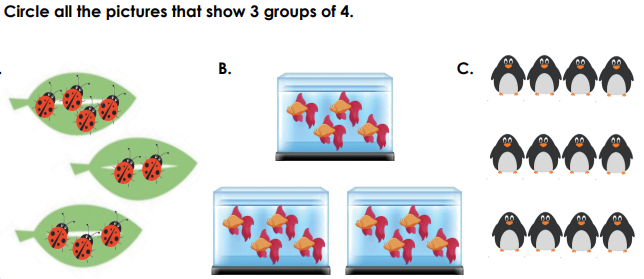 Circle all the pictures that show 3 groups of 4.
B.
C.